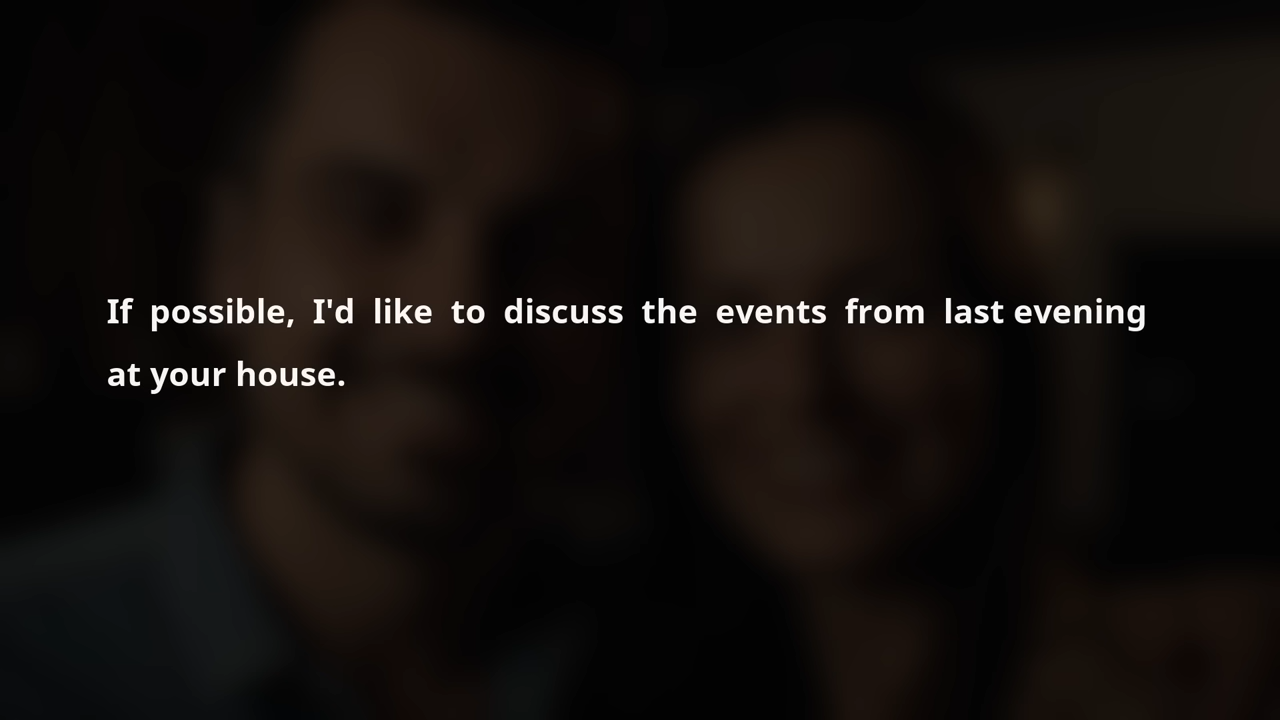 If possible, I'd like to discuss the events from last evening
at your house.